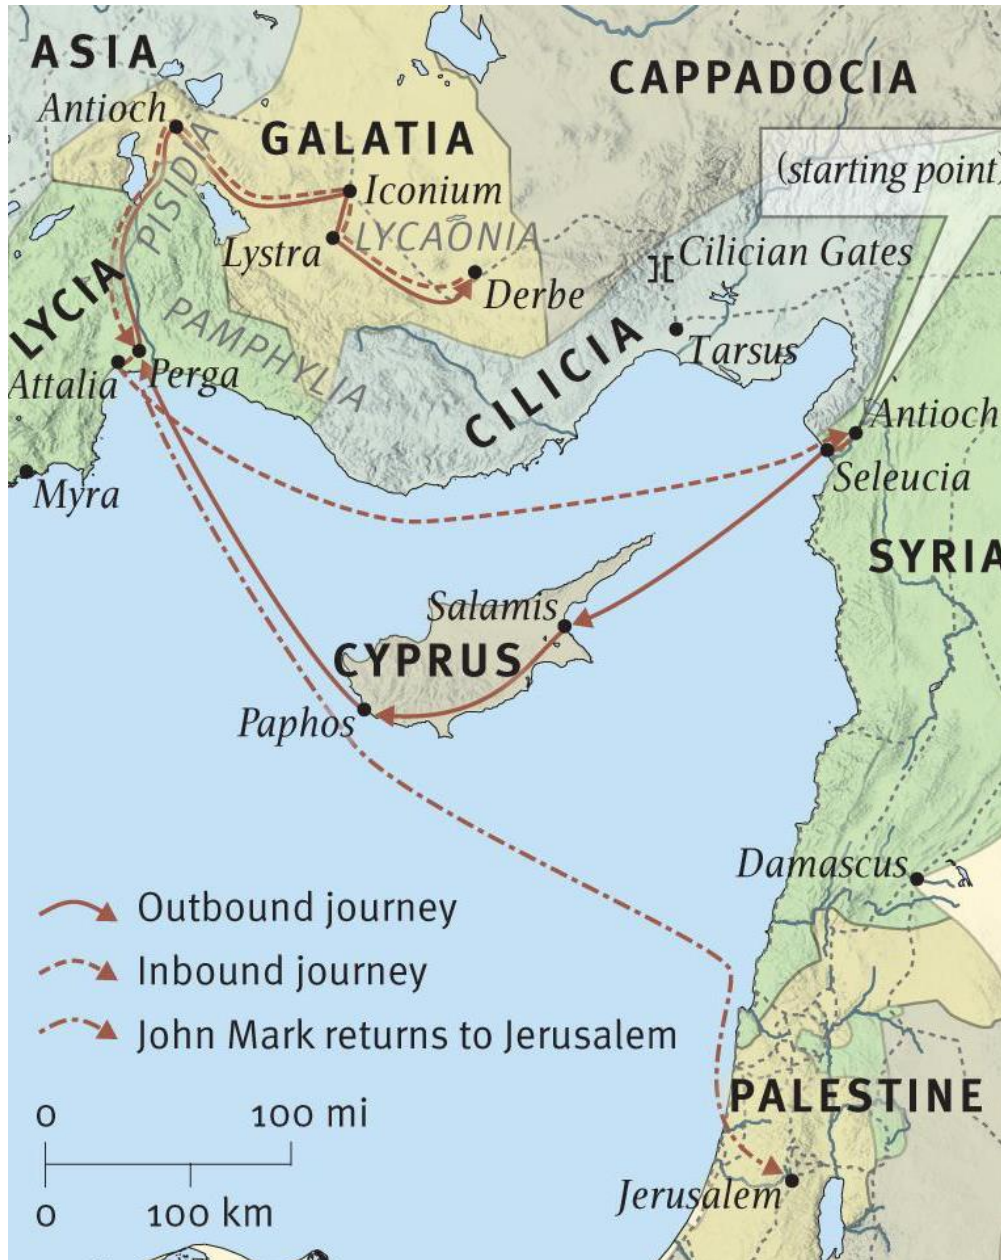 ASIA
CAPPADOCIA
Antioch
GALATIA
PISIDIA
(starting point)
Iconium
LYCAONIA
Lystra
Cilician Gates
Derbe
LYCIA
PAMPHYLIA
CILICIA
Tarsus
Attalia
Perga
Antioch
Myra
Seleucia
SYRIA
Salamis
CYPRUS
Paphos
Damascus
Outbound journey
Inbound journey
John Mark returns to Jerusalem
PALESTINE
0 100 mi
0 100 km
Jerusalem